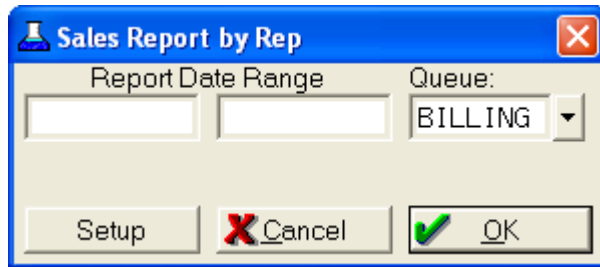 Sales Report by Rep
Report Date Range Queue:
BILLING
Setup Cancel OK